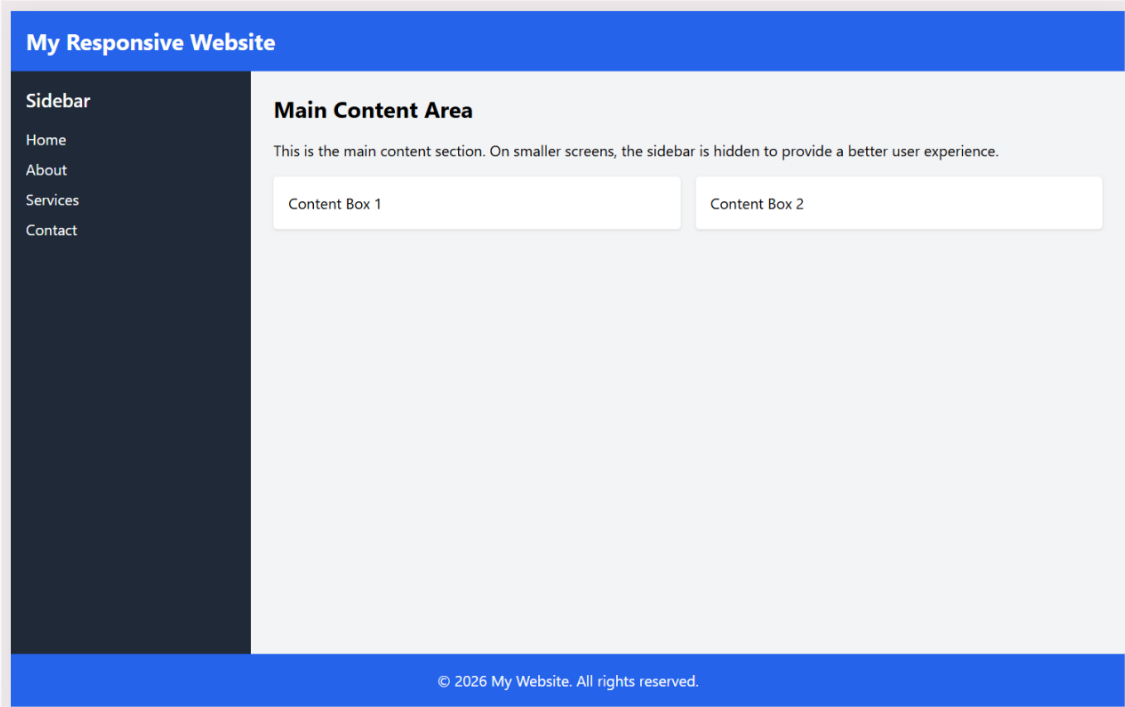 My Responsive Website
Sidebar
Home
About
Services
Contact
Main Content Area
This is the main content section. On smaller screens, the sidebar is hidden to provide a better user experience.
Content Box 1
Content Box 2
© 2026 My Website. All rights reserved.